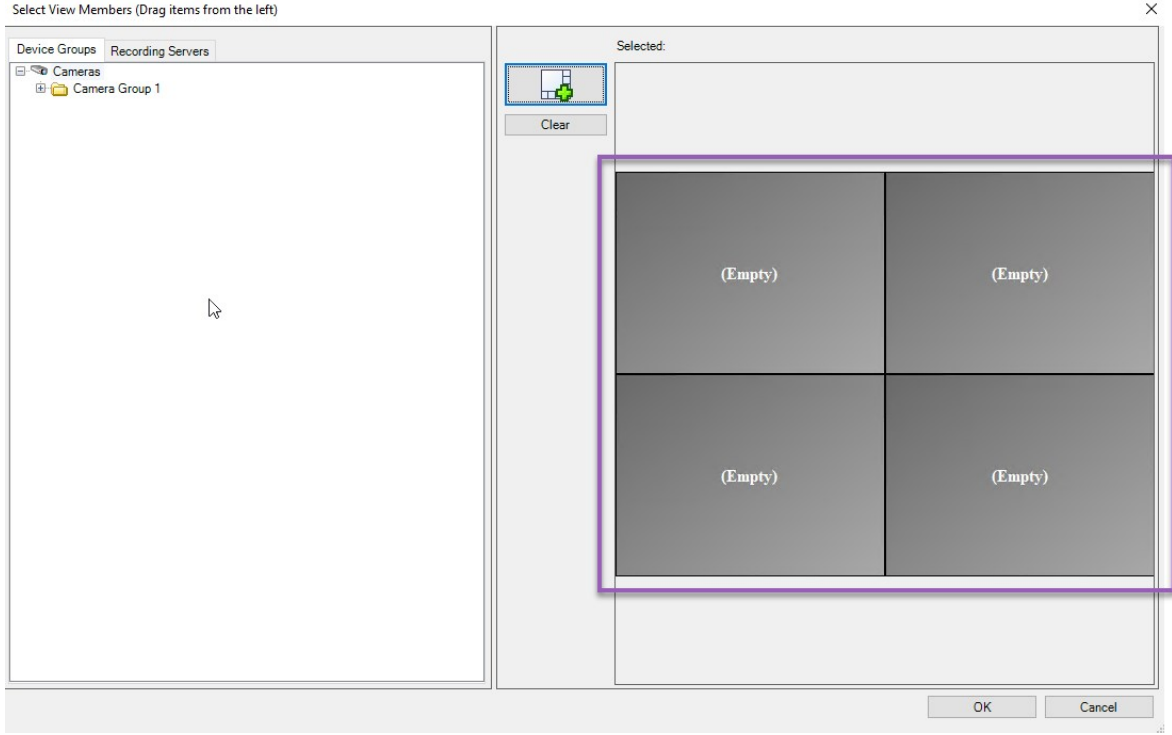 Select View Members (Drag items from the left)
Device Groups
Recording Servers
Cameras
Camera Group 1
Clear
Selected:
(Empty)
(Empty)
(Empty)
(Empty)
OK
Cancel